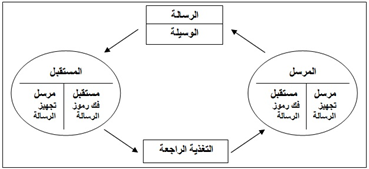 الرسالة
الوسيلة
المرسل
مرسل
تجهيز
الرسالة
مستقبل
فك رموز
الرسالة
المستقبل
مستقبل
فك رموز
الرسالة
مرسل
تجهيز
الرسالة
التغذية الراجعة